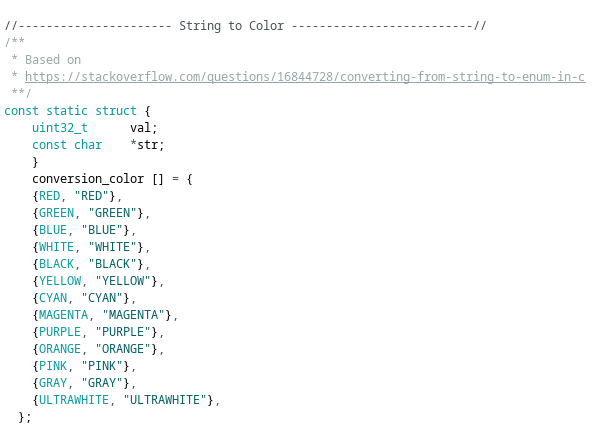 //---------------------- String to Color --------------------------//
/**
 * Based on
 * https://stackoverflow.com/questions/16844728/converting-from-string-to-enum-in-c
 **/
const static struct {
    uint32_t      val;
    const char    *str;
    }
    conversion_color [] = {
    {RED, "RED"},
    {GREEN, "GREEN"},
    {BLUE, "BLUE"},
    {WHITE, "WHITE"},
    {BLACK, "BLACK"},
    {YELLOW, "YELLOW"},
    {CYAN, "CYAN"},
    {MAGENTA, "MAGENTA"},
    {PURPLE, "PURPLE"},
    {ORANGE, "ORANGE"},
    {PINK, "PINK"},
    {GRAY, "GRAY"},
    {ULTRAWHITE, "ULTRAWHITE"},
  };